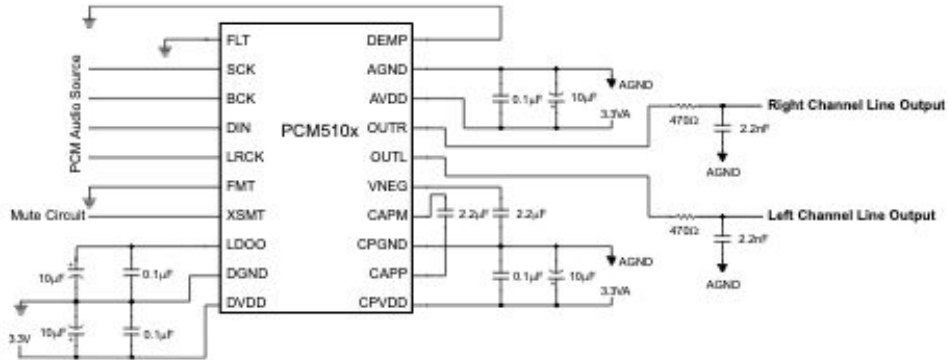 FLT
DEMP
SCK
AGND
AGND
BCK
AVDD
0.1μF
10μF
3.3VA
Right Channel Line Output
PCM Audio Source
DIN
PCM510x
OUTR
470Ω
2.2nF
LRCK
OUTL
AGND
FMT
VNEG
Mute Circuit
XSMT
CAPM
2.2μF
2.2μF
Left Channel Line Output
LDOO
CPGND
470Ω
2.2nF
10μF
0.1μF
DGND
CAPP
0.1μF
10μF
AGND
AGND
DVDD
CPVDD
3.3VA
3.3V
10μF
0.1μF